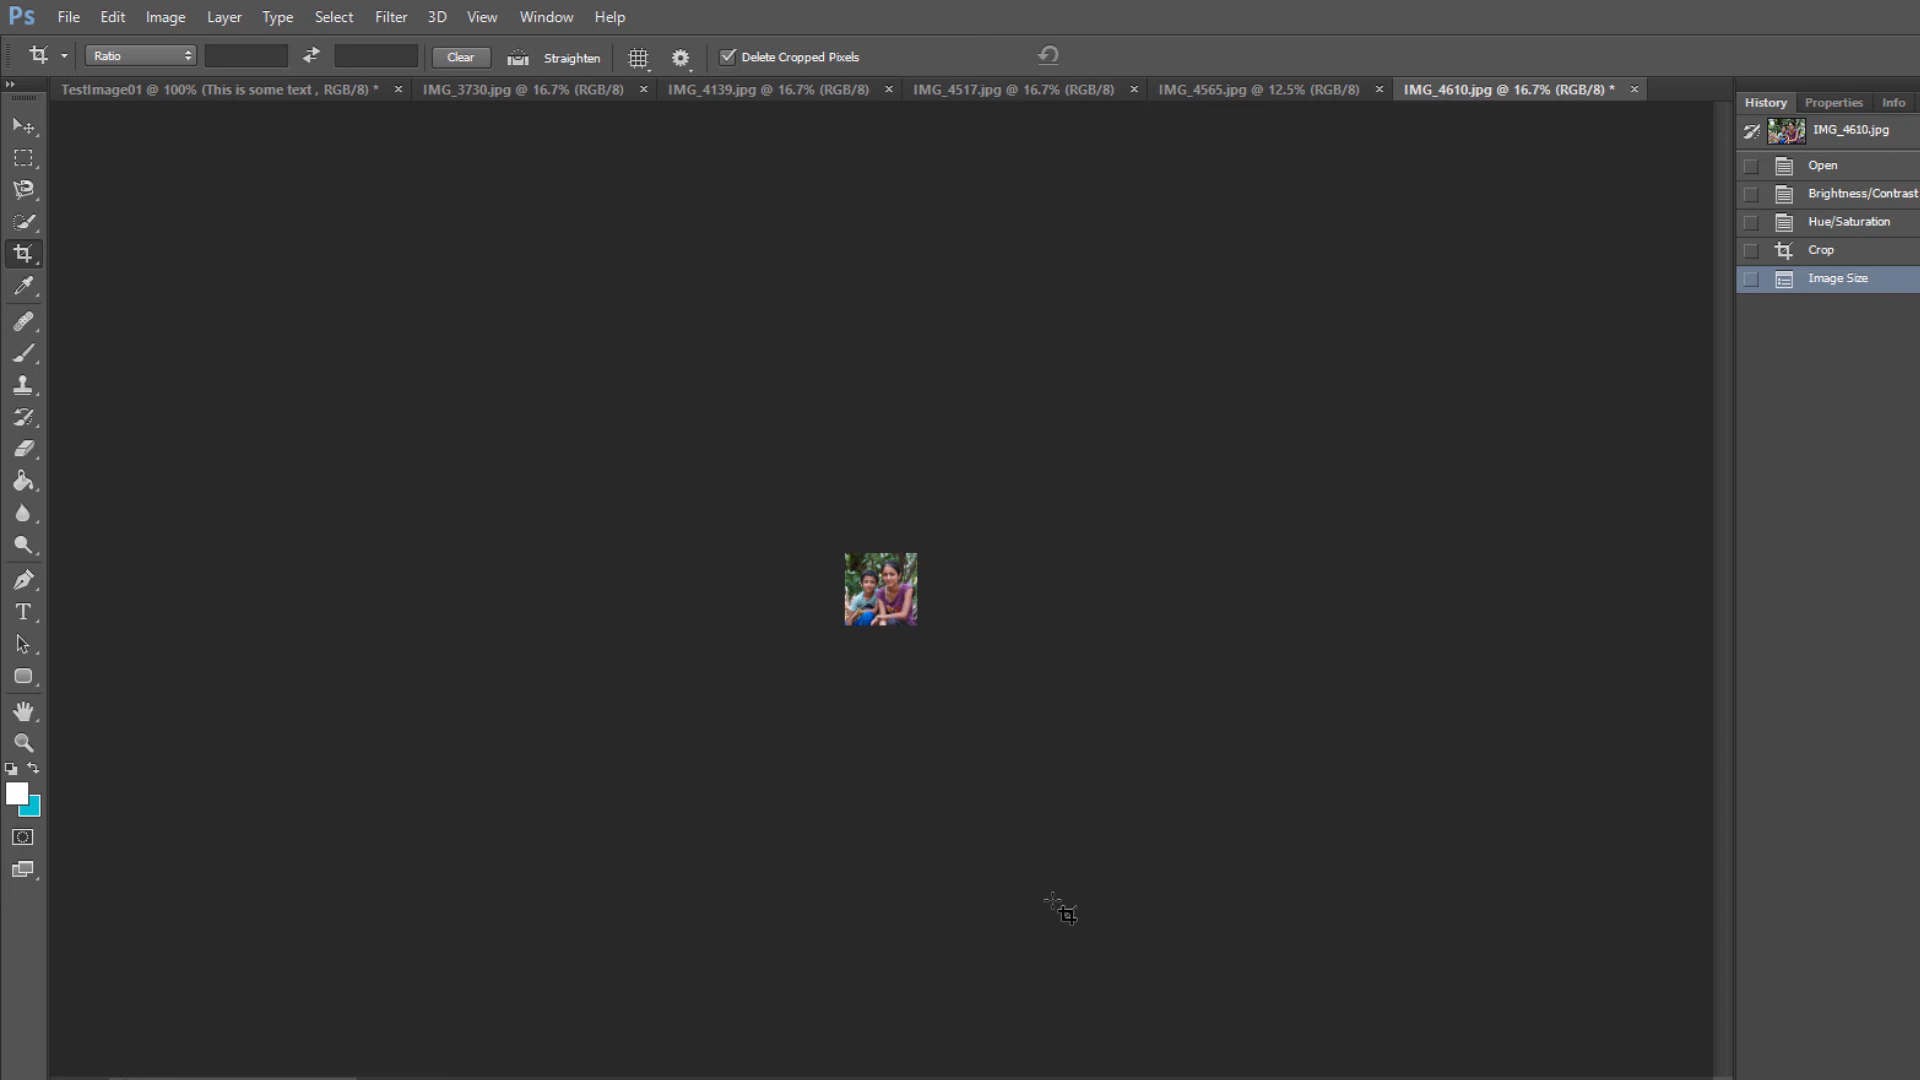 Ps File Edit Image Layer Type Select Filter 3D View Window Help
Ratio Clear Straighten Delete Cropped Pixels
TestImage01 @ 100% (This is some text , RGB/8) * × IMG_3730.jpg @ 16.7% (RGB/8) × IMG_4139.jpg @ 16.7% (RGB/8) × IMG_4517.jpg @ 16.7% (RGB/8) × IMG_4565.jpg @ 12.5% (RGB/8) × IMG_4610.jpg @ 16.7% (RGB/8) * ×
History Properties Info
IMG_4610.jpg
Open
Brightness/Contrast
Hue/Saturation
Crop
Image Size